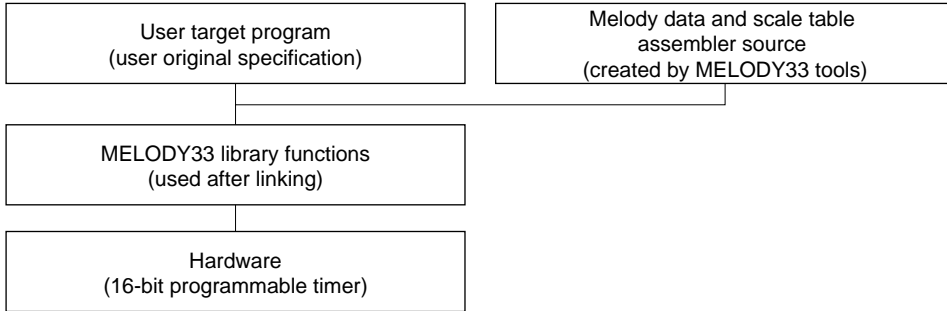 User target program
(user original specification)
Melody data and scale table
assembler source
(created by MELODY33 tools)
MELODY33 library functions
(used after linking)
Hardware
(16-bit programmable timer)